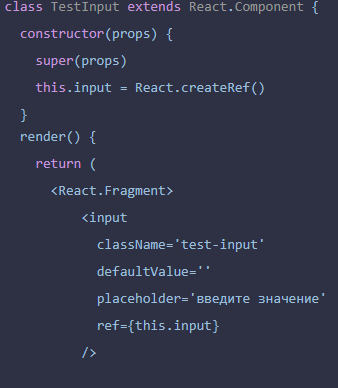 class TestInput extends React.Component {
constructor(props) {
super(props)
this.input = React.createRef()
}
render() {
return (
<React.Fragment>
<input
className='test-input'
defaultValue=''
placeholder='введите значение'
ref={this.input}
/>